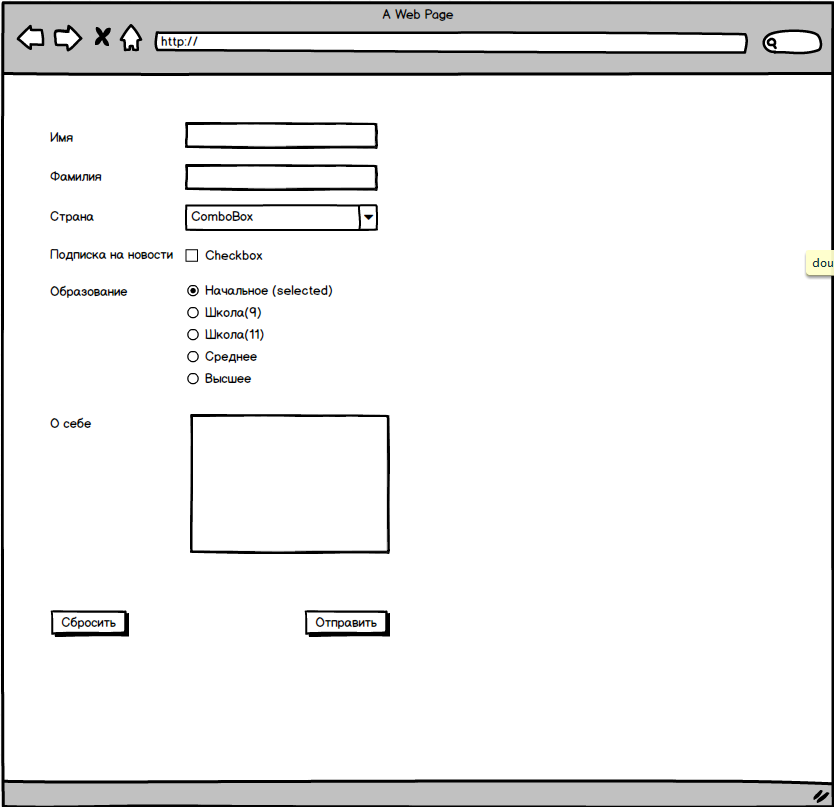 A Web Page
http://
Имя
Фамилия
Страна ComboBox
Подписка на новости Checkbox
dou
Образование Начальное (selected)
Школа(9)
Школа(11)
Среднее
Высшее
О себе
Сбросить Отправить